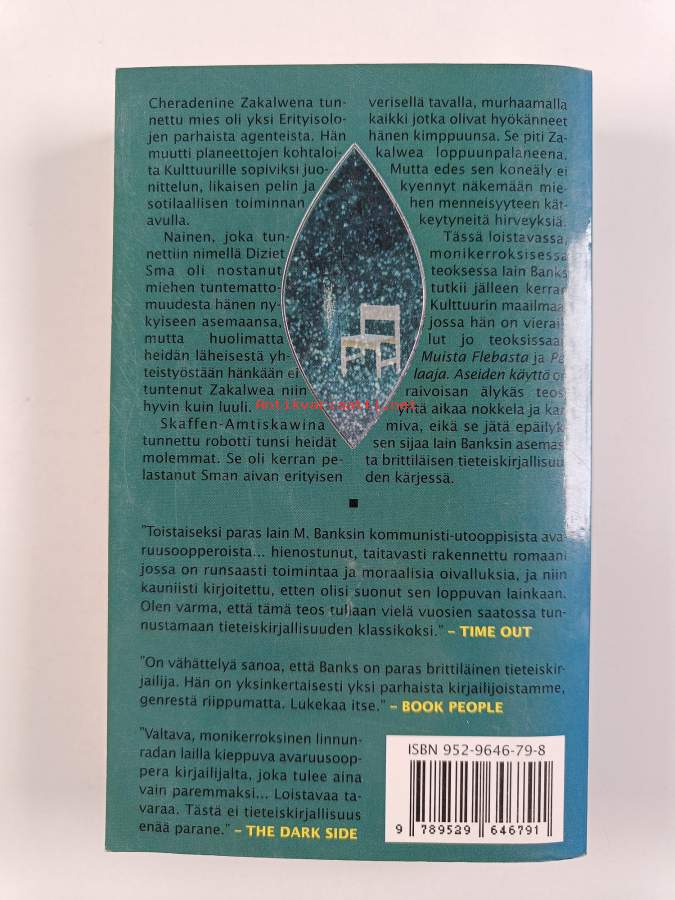 Cheradenine Zakalwena tun-
nettu mies oli yksi Erityisolo-
jen parhaista agenteista. Hän
muutti planeettojen kohtaloi-
ta Kulttuurille sopiviksi juo-
nittelun, likaisen pelin ja
sotilaallisen toiminnan
avulla.
Nainen, joka tun-
nettiin nimellä Diziet
Sma oli nostanut
miehen tuntematto-
muudesta hänen ny-
kyiseen asemaansa,
mutta huolimatta
heidän läheisestä yh-
teistyöstään hänkään ei
tuntenut Zakalwea niin
hyvin kuin luuli.
Skaffen-Amtiskawina
tunnettu robotti tunsi heidät
molemmat. Se oli kerran pe-
lastanut Sman aivan erityisen
verisellä tavalla, murhaamalla
kaikki jotka olivat hyökänneet
hänen kimppuunsa. Se piti Za-
kalwea loppuunpalaneena.
Mutta edes sen koneäly ei
kyennyt näkemään mie-
hen menneisyyteen kät-
keytyneitä hirveyksiä.
Tässä loistavassa,
monikerroksisessa
teoksessa Iain Banks
tutkii jälleen kerran
Kulttuurin maailmaa
jossa hän on vierail-
lut jo teoksissaan
Muista Flebasta ja Pe
laaja. Aseiden käyttö on
raivoisan älykäs teos
yhtä aikaa nokkela ja kar
miva, eikä se jätä epäilyk
sen sijaa Iain Banksin asemas
ta brittiläisen tieteiskirjallisuu
den kärjessä.
Antikvariaatti.net
"Toistaiseksi paras Iain M. Banksin kommunisti-utooppisista ava
ruusoopperoista... hienostunut, taitavasti rakennettu romaani
jossa on runsaasti toimintaa ja moraalisia oivalluksia, ja niin
kauniisti kirjoitettu, etten olisi suonut sen loppuvan lainkaan.
Olen varma, että tämä teos tullaan vielä vuosien saatossa tun-
nustamaan tieteiskirjallisuuden klassikoksi." – TIME OUT
"On vähättelyä sanoa, että Banks on paras brittiläinen tieteiskir-
jailija. Hän on yksinkertaisesti yksi parhaista kirjailijoistamme,
genrestä riippumatta. Lukekaa itse." – BOOK PEOPLE
"Valtava, monikerroksinen linnun-
radan lailla kieppuva avaruusoop-
pera kirjailijalta, joka tulee aina
vain paremmaksi... Loistavaa ta-
varaa. Tästä ei tieteiskirjallisuus
enää parane." – THE DARK SIDE
ISBN 952-9646-79-8
9 789529 646791